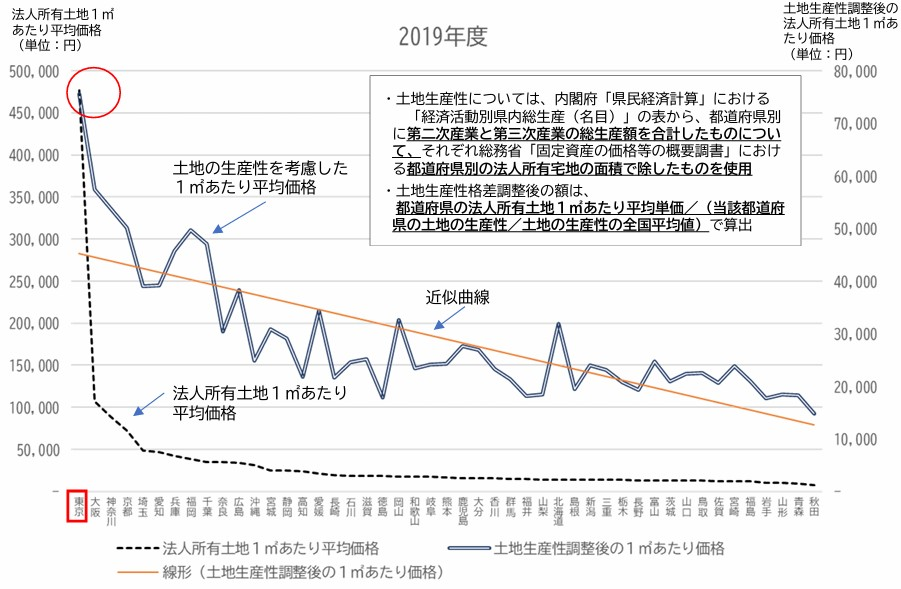 法人所有土地１㎡
あたり平均価格
（単位：円）
土地生産性調整後の
法人所有土地１㎡あ
たり価格
（単位：円）
2019年度
500,000
450,000
400,000
350,000
300,000
250,000
200,000
150,000
100,000
50,000
–
80,000
70,000
60,000
50,000
40,000
30,000
20,000
10,000
・土地生産性については、内閣府「県民経済計算」における
「経済活動別県内総生産（名目）」の表から、都道府県別
に第二次産業と第三次産業の総生産額を合計したものについ
て、それぞれ総務省「固定資産の価格等の概要調書」におけ
る都道府県別の法人所有宅地の面積で除したものを使用
・土地生産性格差調整後の額は、
都道府県の法人所有土地１㎡あたり平均単価／（当該都道府
県の土地の生産性／土地の生産性の全国平均値）で算出
土地の生産性を考慮した
１㎡あたり平均価格
近似曲線
法人所有土地１㎡あたり
平均価格
東京
大阪
神奈川
京都
埼玉
愛知
兵庫
福岡
千葉
奈良
広島
沖縄
宮城
静岡
高知
愛媛
長崎
石川
滋賀
徳島
岡山
和歌山
岐阜
熊本
鹿児島
大分
香川
群馬
福井
山梨
北海道
島根
新潟
三重
栃木
長野
富山
茨城
山口
鳥取
佐賀
宮崎
福島
岩手
山形
青森
秋田
法人所有土地１㎡あたり平均価格
土地生産性調整後の１㎡あたり価格
線形（土地生産性調整後の１㎡あたり価格）